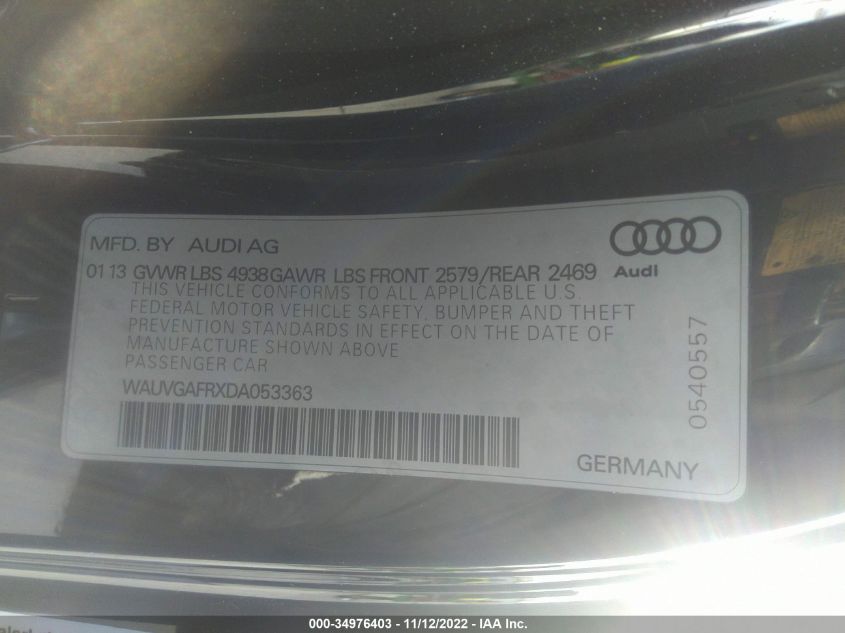 MFD. BY AUDI AG
01 13 GVWR LBS 4938 GAWR LBS FRONT 2579/REAR 2469
Audi
THIS VEHICLE CONFORMS TO ALL APPLICABLE U.S.
FEDERAL MOTOR VEHICLE SAFETY, BUMPER AND THEFT
PREVENTION STANDARDS IN EFFECT ON THE DATE OF
MANUFACTURE SHOWN ABOVE
PASSENGER CAR
WAUVGAFRXDA053363
0540557
GERMANY
000-34976403 - 11/12/2022 - IAA Inc.